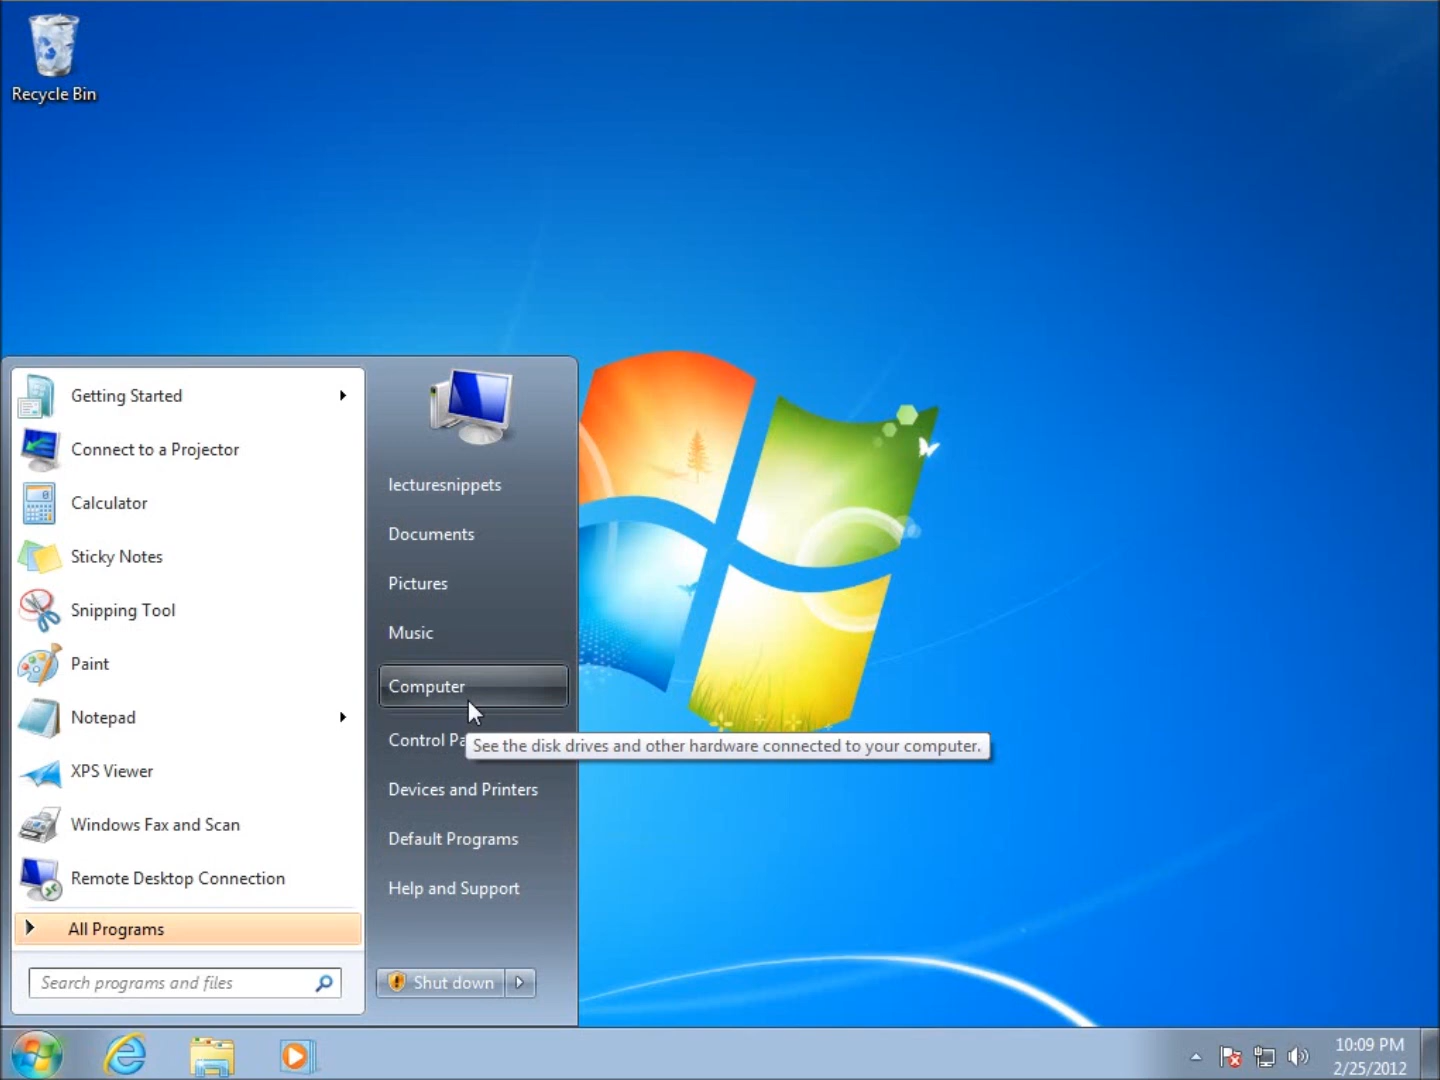 Recycle Bin
Getting Started
Connect to a Projector
Calculator
Sticky Notes
Snipping Tool
Paint
Notepad
XPS Viewer
Windows Fax and Scan
Remote Desktop Connection
All Programs
Search programs and files
lecturesnippets
Documents
Pictures
Music
Computer
Control Pa
See the disk drives and other hardware connected to your computer.
Devices and Printers
Default Programs
Help and Support
Shut down
10:09 PM
2/25/2012